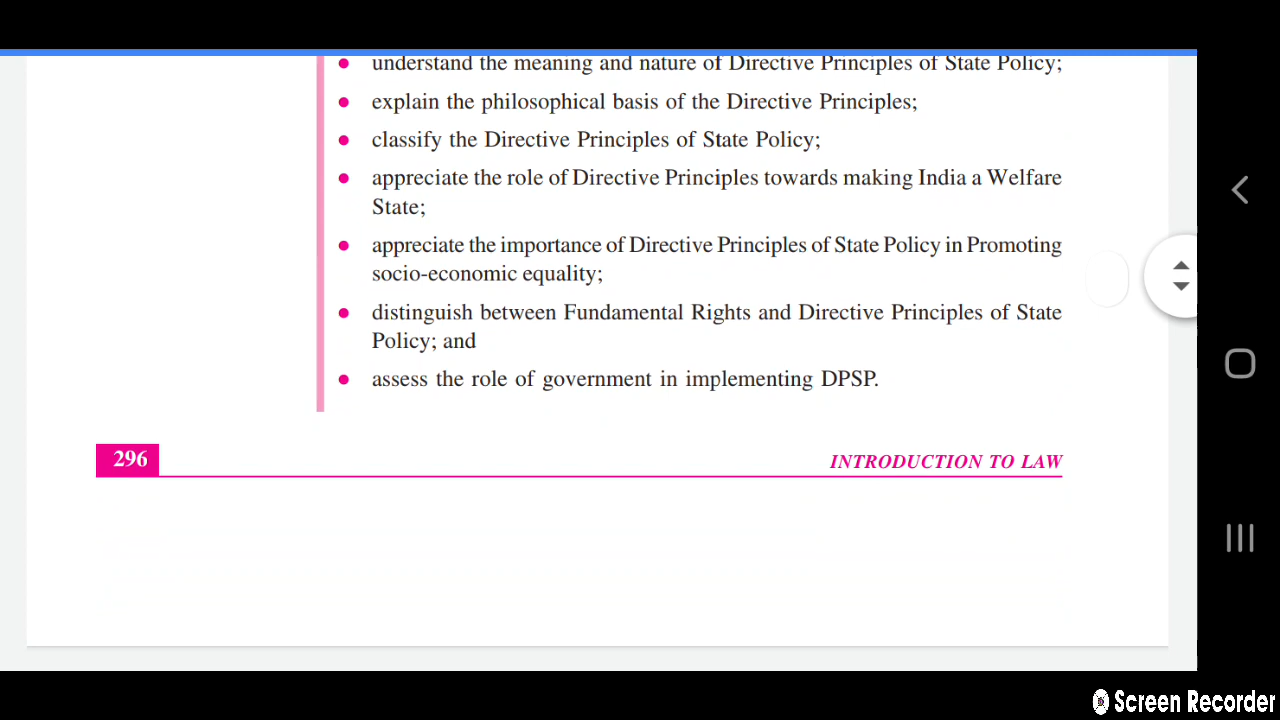 understand the meaning and nature of Directive Principles of State Policy;
explain the philosophical basis of the Directive Principles;
classify the Directive Principles of State Policy;
appreciate the role of Directive Principles towards making India a Welfare
State;
appreciate the importance of Directive Principles of State Policy in Promoting
socio-economic equality;
distinguish between Fundamental Rights and Directive Principles of State
Policy; and
assess the role of government in implementing DPSP.
296
INTRODUCTION TO LAW
Screen Recorder